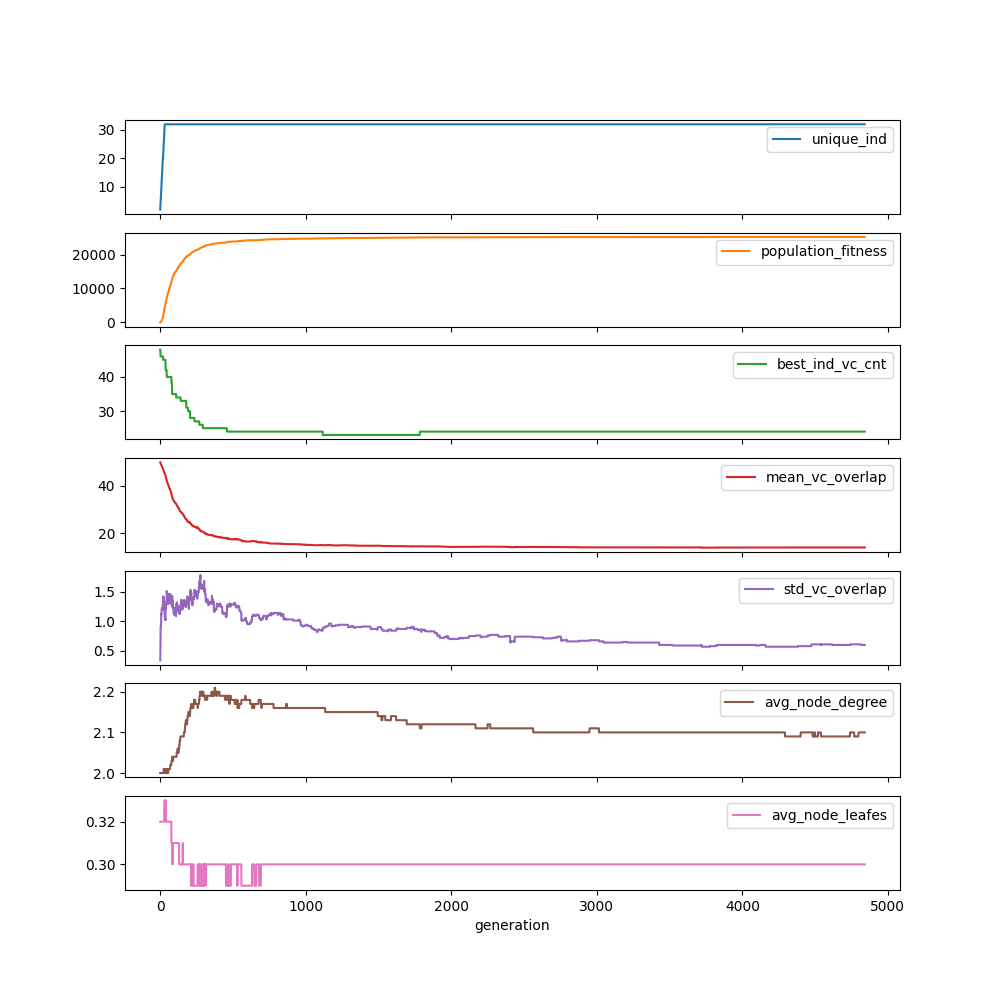 30
20
10
unique_ind
20000
10000
0
population_fitness
40
30
best_ind_vc_cnt
40
20
mean_vc_overlap
1.5
1.0
0.5
std_vc_overlap
2.2
2.1
2.0
avg_node_degree
0.32
0.30
avg_node_leafes
0 1000 2000 3000 4000 5000
generation